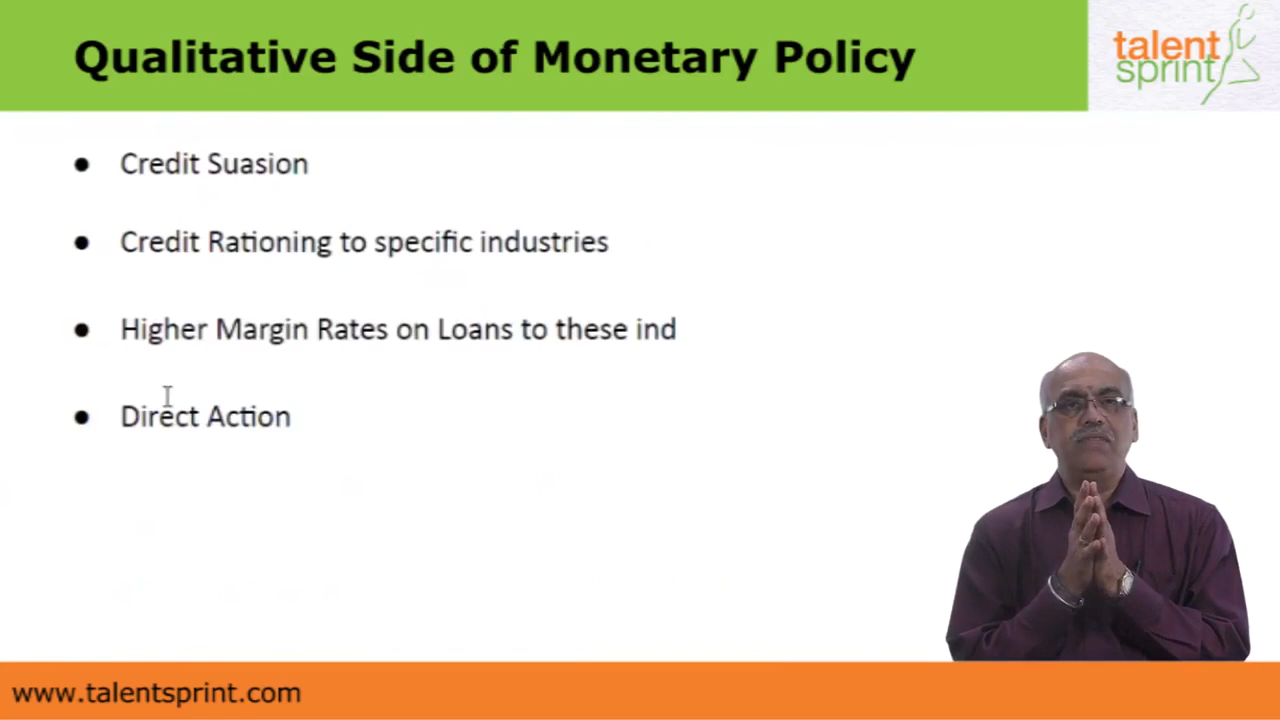 Qualitative Side of Monetary Policy
talent
sprint
● Credit Suasion
● Credit Rationing to specific industries
● Higher Margin Rates on Loans to these ind
● Direct Action
www.talentsprint.com